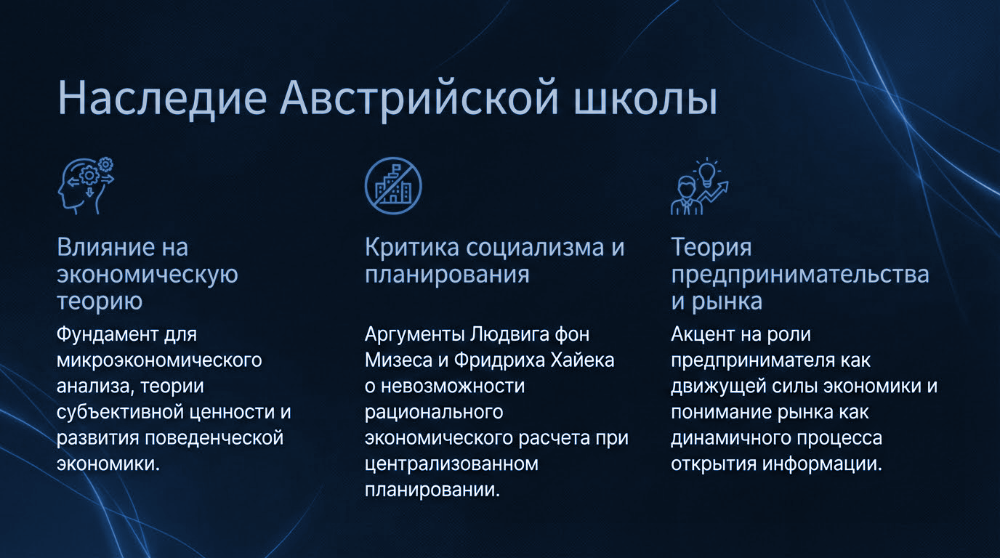 Наследие Австрийской школы
Влияние на
экономическую
теорию
Фундамент для
микроэкономического
анализа, теории
субъективной ценности и
развития поведенческой
экономики.
Критика социализма и
планирования
Аргументы Людвига фон
Мизеса и Фридриха Хайека
о невозможности
рационального
экономического расчета при
централизованном
планировании.
Теория
предпринимательства
и рынка
Акцент на роли
предпринимателя как
движущей силы экономики и
понимание рынка как
динамичного процесса
открытия информации.